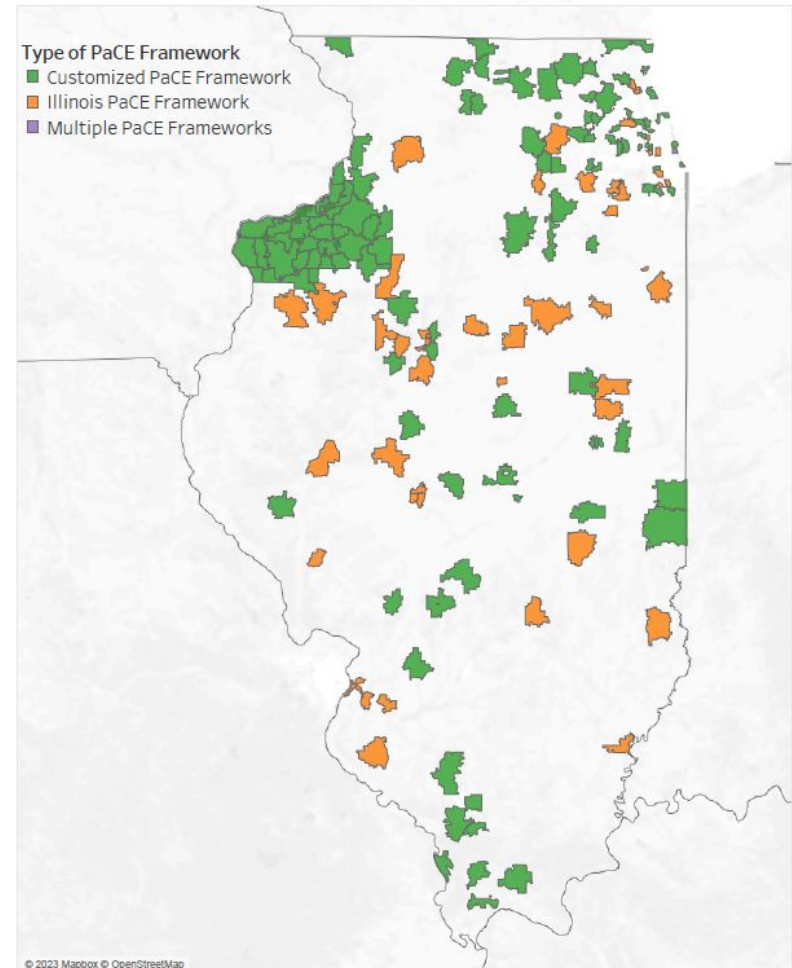 Type of PaCE Framework
Customized PaCE Framework
Illinois PaCE Framework
Multiple PaCE Frameworks
© 2023 Mapbox © OpenStreetMap